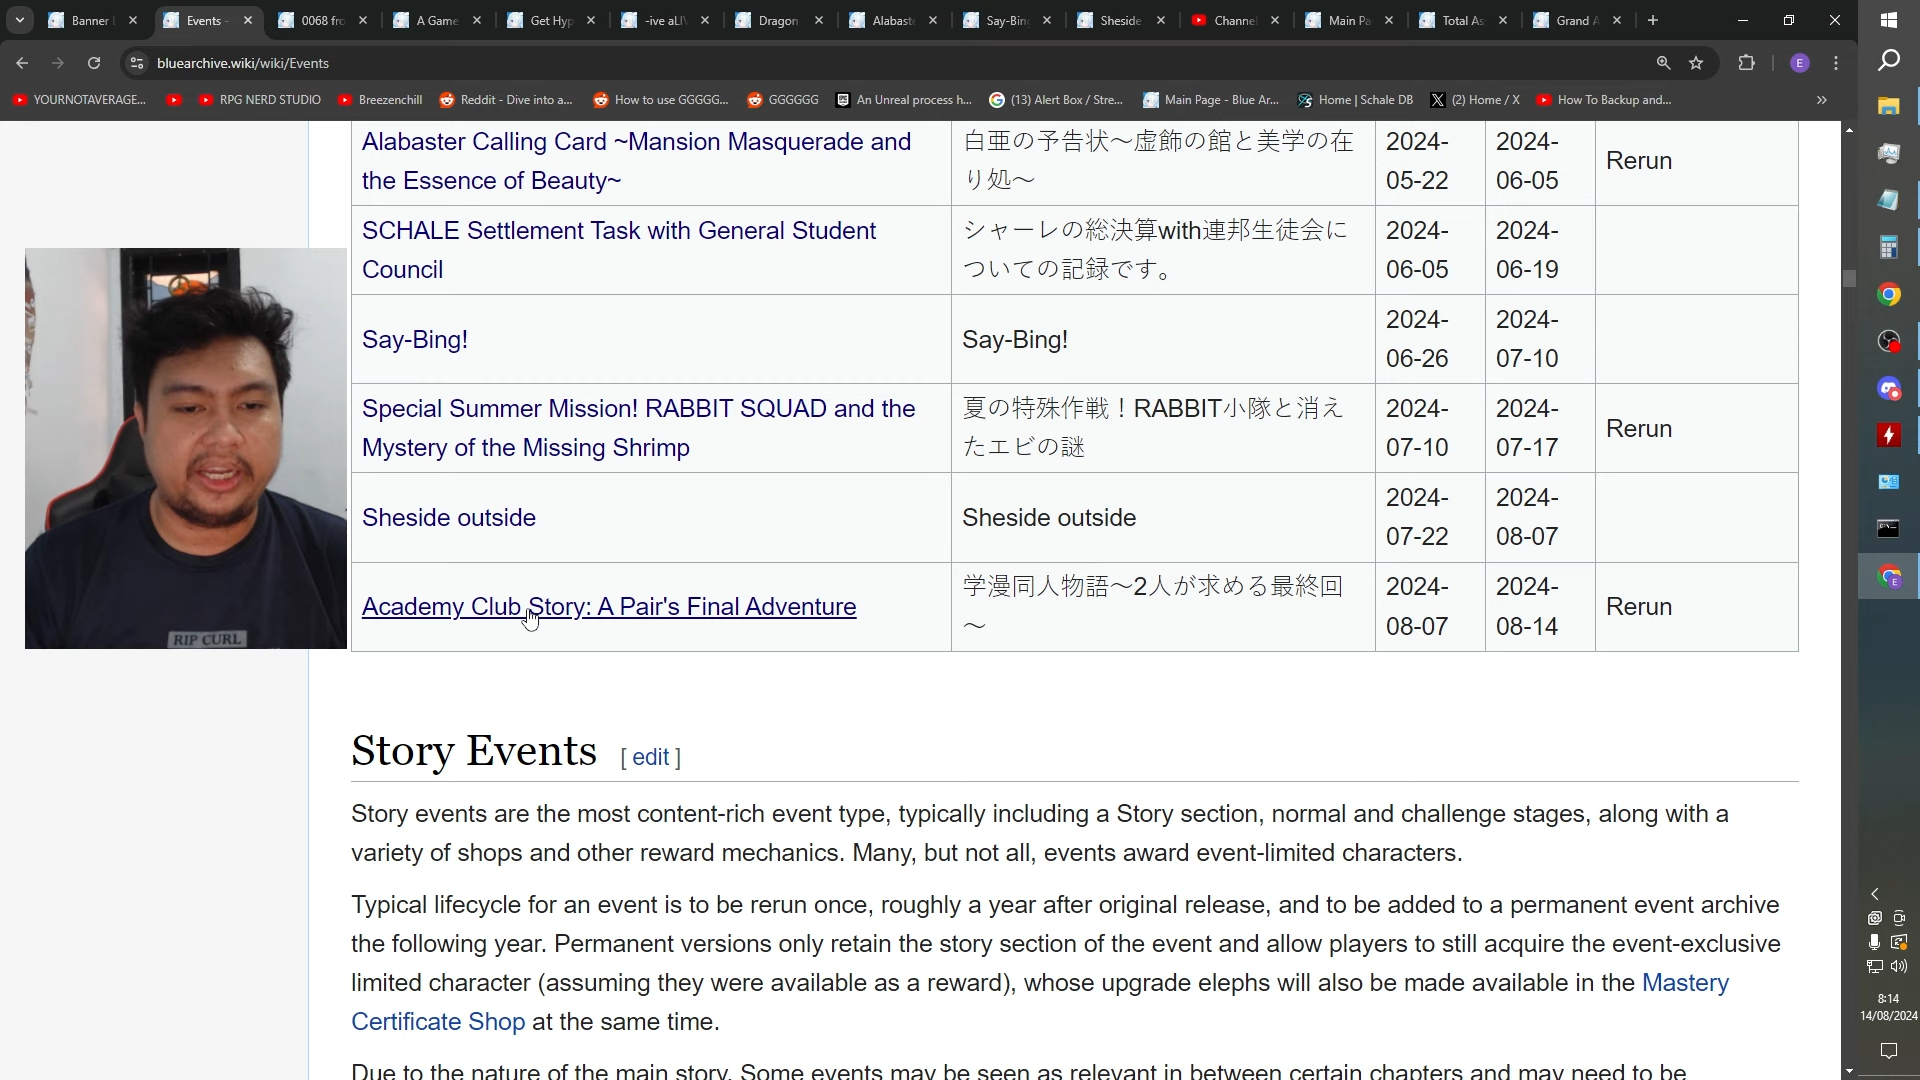 Banner
Events -
0068 fro
A Game
Get Hyp
-ive aLIV
Dragon
Alabast
Say-Bin
Sheside
Channel
Main Pa
Total As
Grand A
bluearchive.wiki/wiki/Events
E
YOURNOTAVERAGE...
RPG NERD STUDIO
Breezenchill
Reddit - Dive into a...
How to use GGGGG...
GGGGGG
An Unreal process h...
(13) Alert Box / Stre...
Main Page - Blue Ar...
Home | Schale DB
(2) Home / X
How To Backup and...
Alabaster Calling Card ~Mansion Masquerade and
the Essence of Beauty~
白亜の予告状～虚飾の館と美学の在
り処～
2024-
05-22
2024-
06-05
Rerun
SCHALE Settlement Task with General Student
Council
シャーレの総決算with連邦生徒会に
ついての記録です。
2024-
06-05
2024-
06-19
Say-Bing!
Say-Bing!
2024-
06-26
2024-
07-10
Special Summer Mission! RABBIT SQUAD and the
Mystery of the Missing Shrimp
夏の特殊作戦！RABBIT小隊と消え
たエビの謎
2024-
07-10
2024-
07-17
Rerun
Sheside outside
Sheside outside
2024-
07-22
2024-
08-07
Academy Club Story: A Pair's Final Adventure
学漫同人物語～2人が求める最終回
～
2024-
08-07
2024-
08-14
Rerun
RIP CURL
Story Events [ edit ]
Story events are the most content-rich event type, typically including a Story section, normal and challenge stages, along with a
variety of shops and other reward mechanics. Many, but not all, events award event-limited characters.
Typical lifecycle for an event is to be rerun once, roughly a year after original release, and to be added to a permanent event archive
the following year. Permanent versions only retain the story section of the event and allow players to still acquire the event-exclusive
limited character (assuming they were available as a reward), whose upgrade elephs will also be made available in the Mastery
Certificate Shop at the same time.
Due to the nature of the main story. Some events may be seen as relevant in between certain chapters and may need to be
8:14
14/08/2024